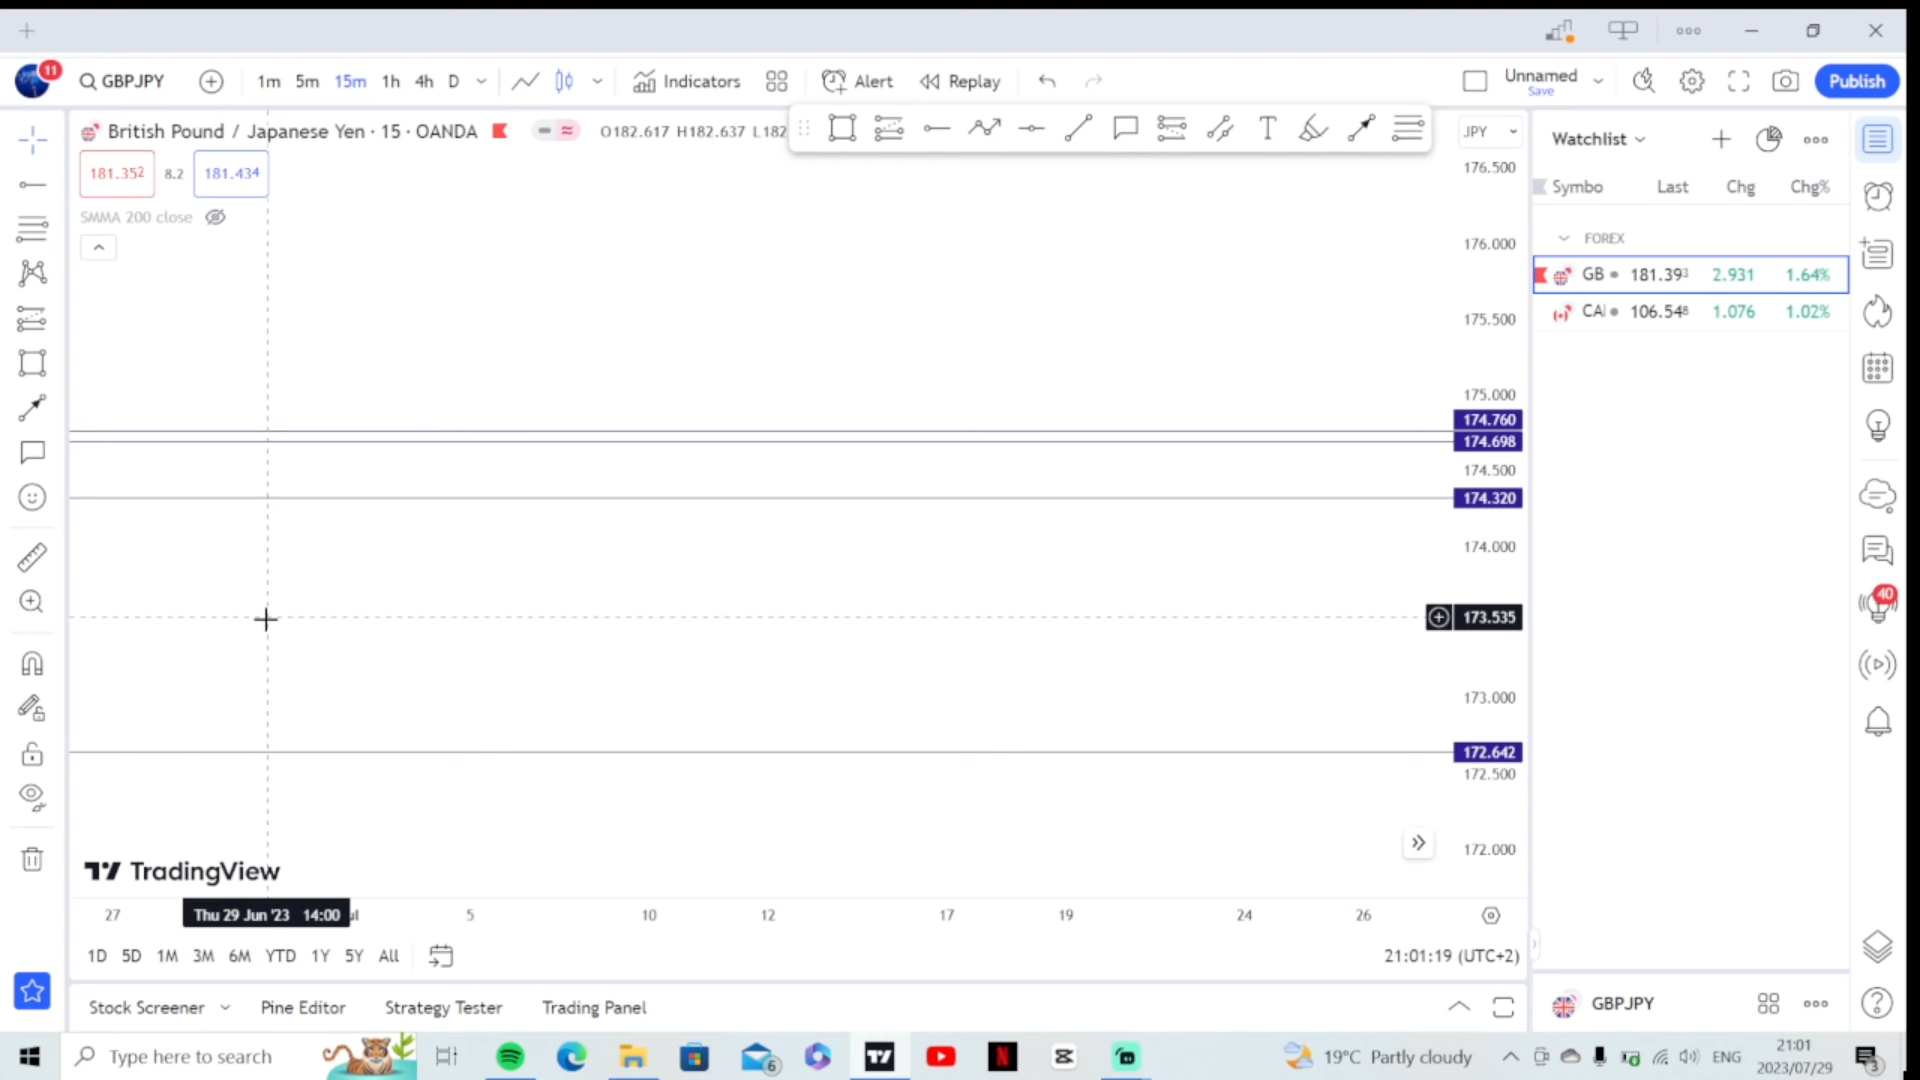 11
GBPJPY
1m 5m 15m 1h 4h D
Indicators
Alert
Replay
Unnamed
Save
Publish
British Pound / Japanese Yen · 15 · OANDA
O182.617 H182.637 L182
JPY
181.352 8.2 181.434
SMMA 200 close
176.500
176.000
175.500
175.000
174.760
174.698
174.500
174.320
174.000
173.535
173.000
172.642
172.500
172.000
TradingView
27 Thu 29 Jun '23 14:00 ul 5 10 12 17 19 24 26
1D 5D 1M 3M 6M YTD 1Y 5Y All
21:01:19 (UTC+2)
Stock Screener Pine Editor Strategy Tester Trading Panel
Watchlist
Symbo Last Chg Chg%
FOREX
GB 181.393 2.931 1.64%
CAI 106.548 1.076 1.02%
40
GBPJPY
Type here to search
6
19°C Partly cloudy
ENG
21:01
2023/07/29
3